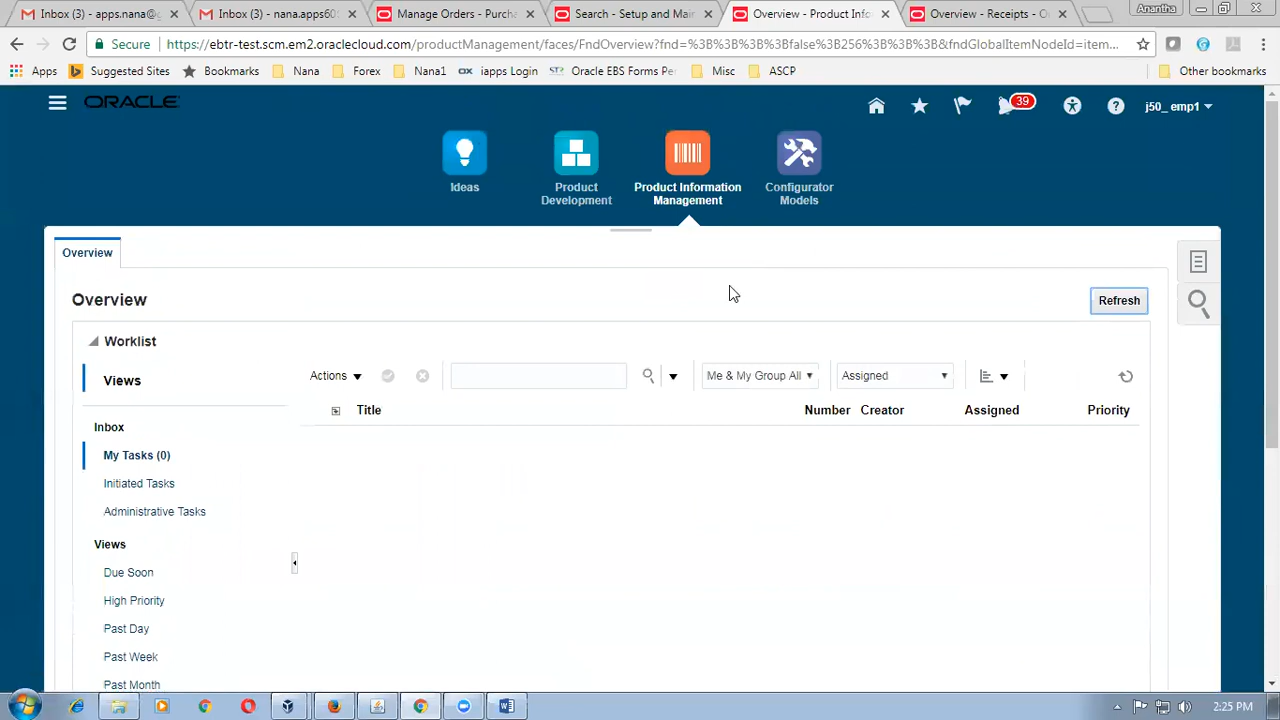 Inbox (3) - appsnana@g
Inbox (3) - nana.apps60
Manage Orders - Purcha
Search - Setup and Main
Overview - Product Info
Overview - Receipts - O
Anantha
Secure
https://ebtr-test.scm.em2.oraclecloud.com/productManagement/faces/FndOverview?fnd=%3B%3B%3B%3Bfalse%3B256%3B%3B%3B&fndGlobalItemNodeId=item...
Apps
Suggested Sites
Bookmarks
Nana
Forex
Nana1
iapps Login
Oracle EBS Forms Per
Misc
ASCP
Other bookmarks
ORACLE
39
j50_emp1
Ideas
Product
Development
Product Information
Management
Configurator
Models
Overview
Overview
Refresh
Worklist
Views
Actions
Me & My Group All
Assigned
Title
Number
Creator
Assigned
Priority
Inbox
My Tasks (0)
Initiated Tasks
Administrative Tasks
Views
Due Soon
High Priority
Past Day
Past Week
Past Month
2:25 PM